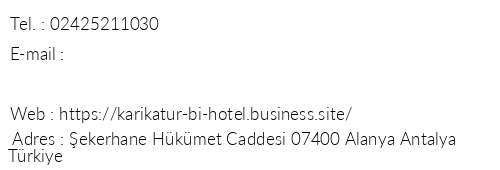 Tel. : 02425211030
E-mail :
Web : https://karikatur-bi-hotel.business.site/
Adres : Şekerhane Hükümet Caddesi 07400 Alanya Antalya
Türkiye